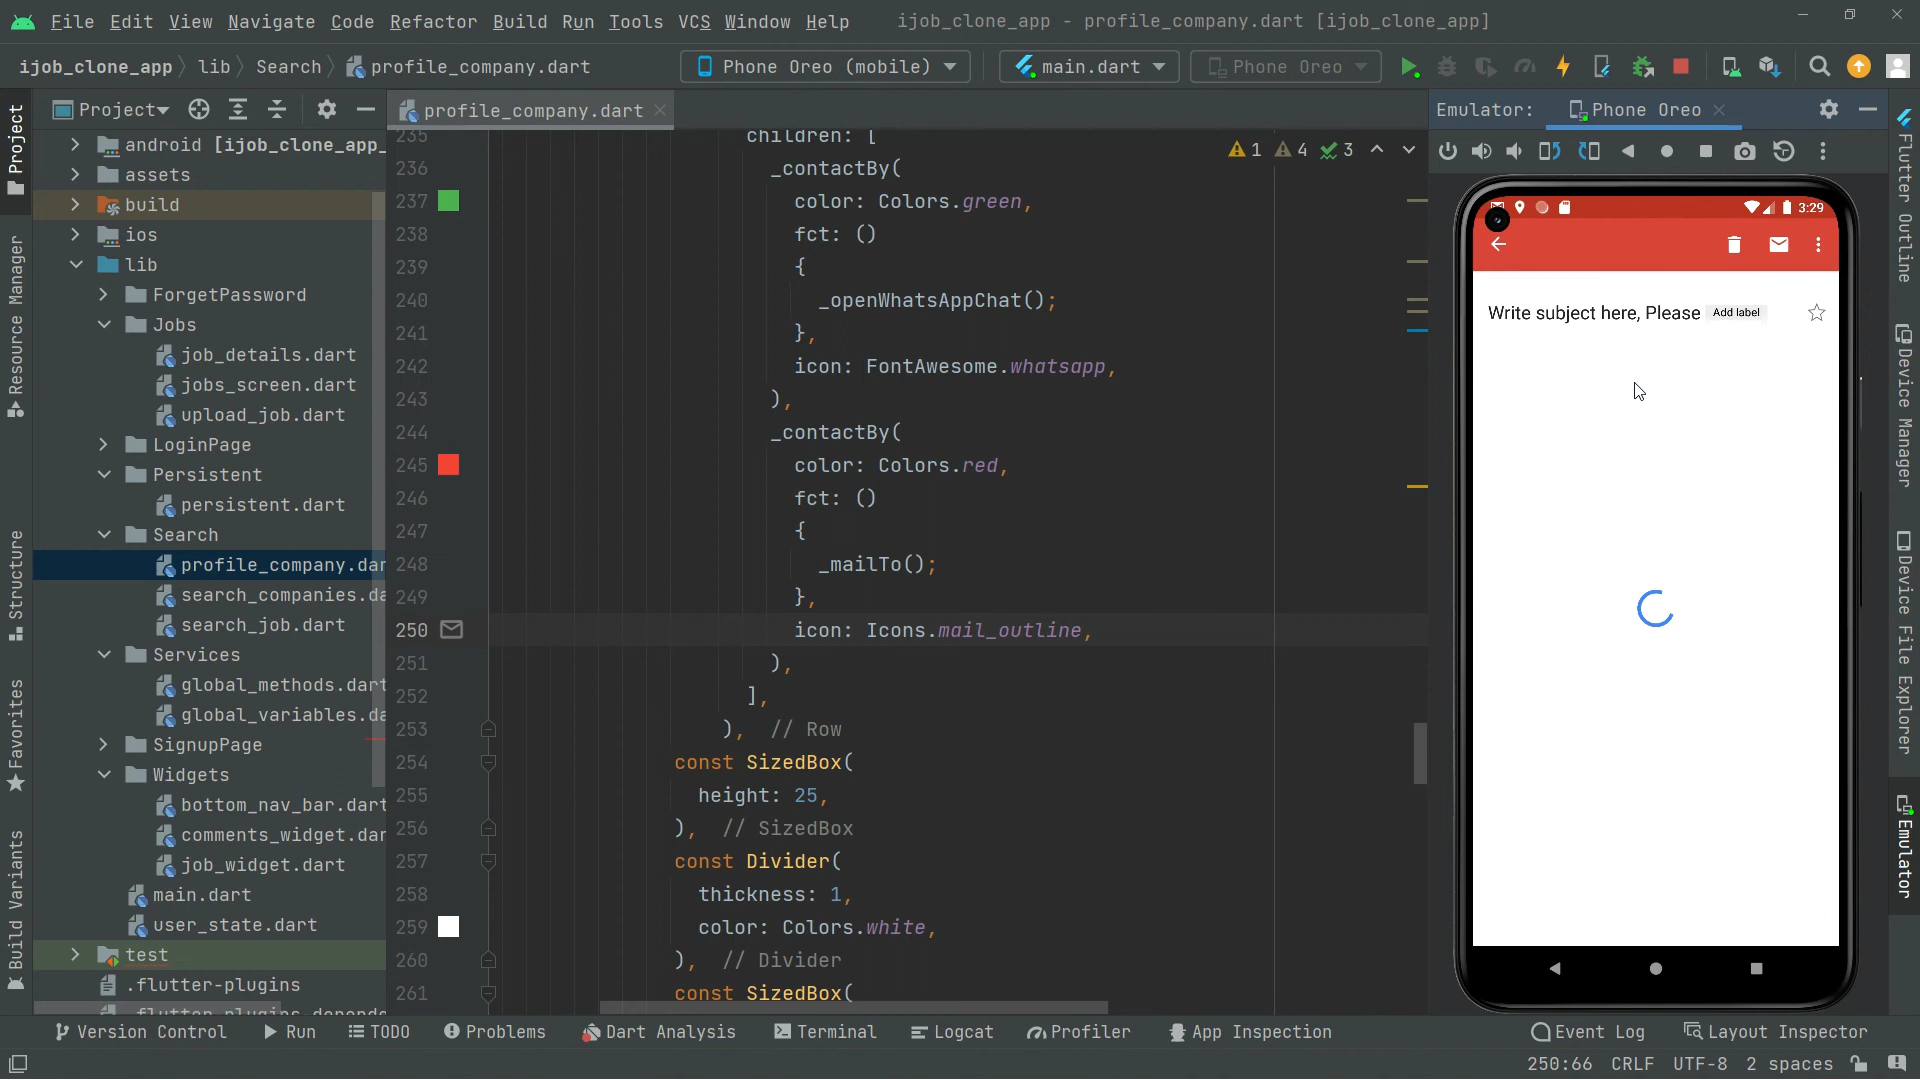 File Edit View Navigate Code Refactor Build Run Tools VCS Window Help ijob_clone_app - profile_company.dart [ijob_clone_app]
ijob_clone_app lib Search profile_company.dart Phone Oreo (mobile) main.dart Phone Oreo
Project
profile_company.dart
Emulator: Phone Oreo
android [ijob_clone_app_
assets
build
ios
lib
ForgetPassword
Jobs
job_details.dart
jobs_screen.dart
upload_job.dart
LoginPage
Persistent
persistent.dart
Search
profile_company.dar
search_companies.da
search_job.dart
Services
global_methods.dart
global_variables.da
SignupPage
Widgets
bottom_nav_bar.dart
comments_widget.dar
job_widget.dart
main.dart
user_state.dart
test
.flutter-plugins
.flutter-plugins-depende
Project
Resource Manager
Structure
Favorites
Build Variants
1 4 3
235 children: [
236 _contactBy(
237 color: Colors.green,
238 fct: ()
239 {
240 _openWhatsAppChat();
241 },
242 icon: FontAwesome.whatsapp,
243 ),
244 _contactBy(
245 color: Colors.red,
246 fct: ()
247 {
248 _mailTo();
249 },
250 icon: Icons.mail_outline,
251 ),
252 ],
253 ), // Row
254 const SizedBox(
255 height: 25,
256 ), // SizedBox
257 const Divider(
258 thickness: 1,
259 color: Colors.white,
260 ), // Divider
261 const SizedBox(
3:29
Write subject here, Please Add label
Flutter Outline
Device Manager
Device File Explorer
Emulator
Version Control Run TODO Problems Dart Analysis Terminal Logcat Profiler App Inspection Event Log Layout Inspector
250:66 CRLF UTF-8 2 spaces